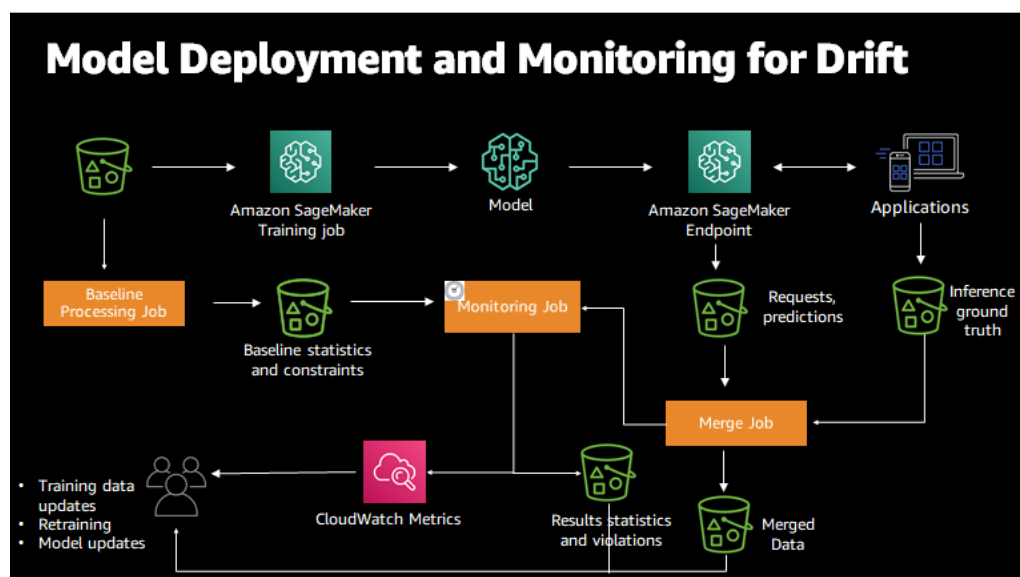 Model Deployment and Monitoring for Drift
Amazon SageMaker
Training job
Model
Amazon SageMaker
Endpoint
Applications
Baseline
Processing Job
Baseline statistics
and constraints
Monitoring Job
Requests,
predictions
Inference
ground
truth
Merge Job
• Training data
updates
• Retraining
• Model updates
CloudWatch Metrics
Results statistics
and violations
Merged
Data